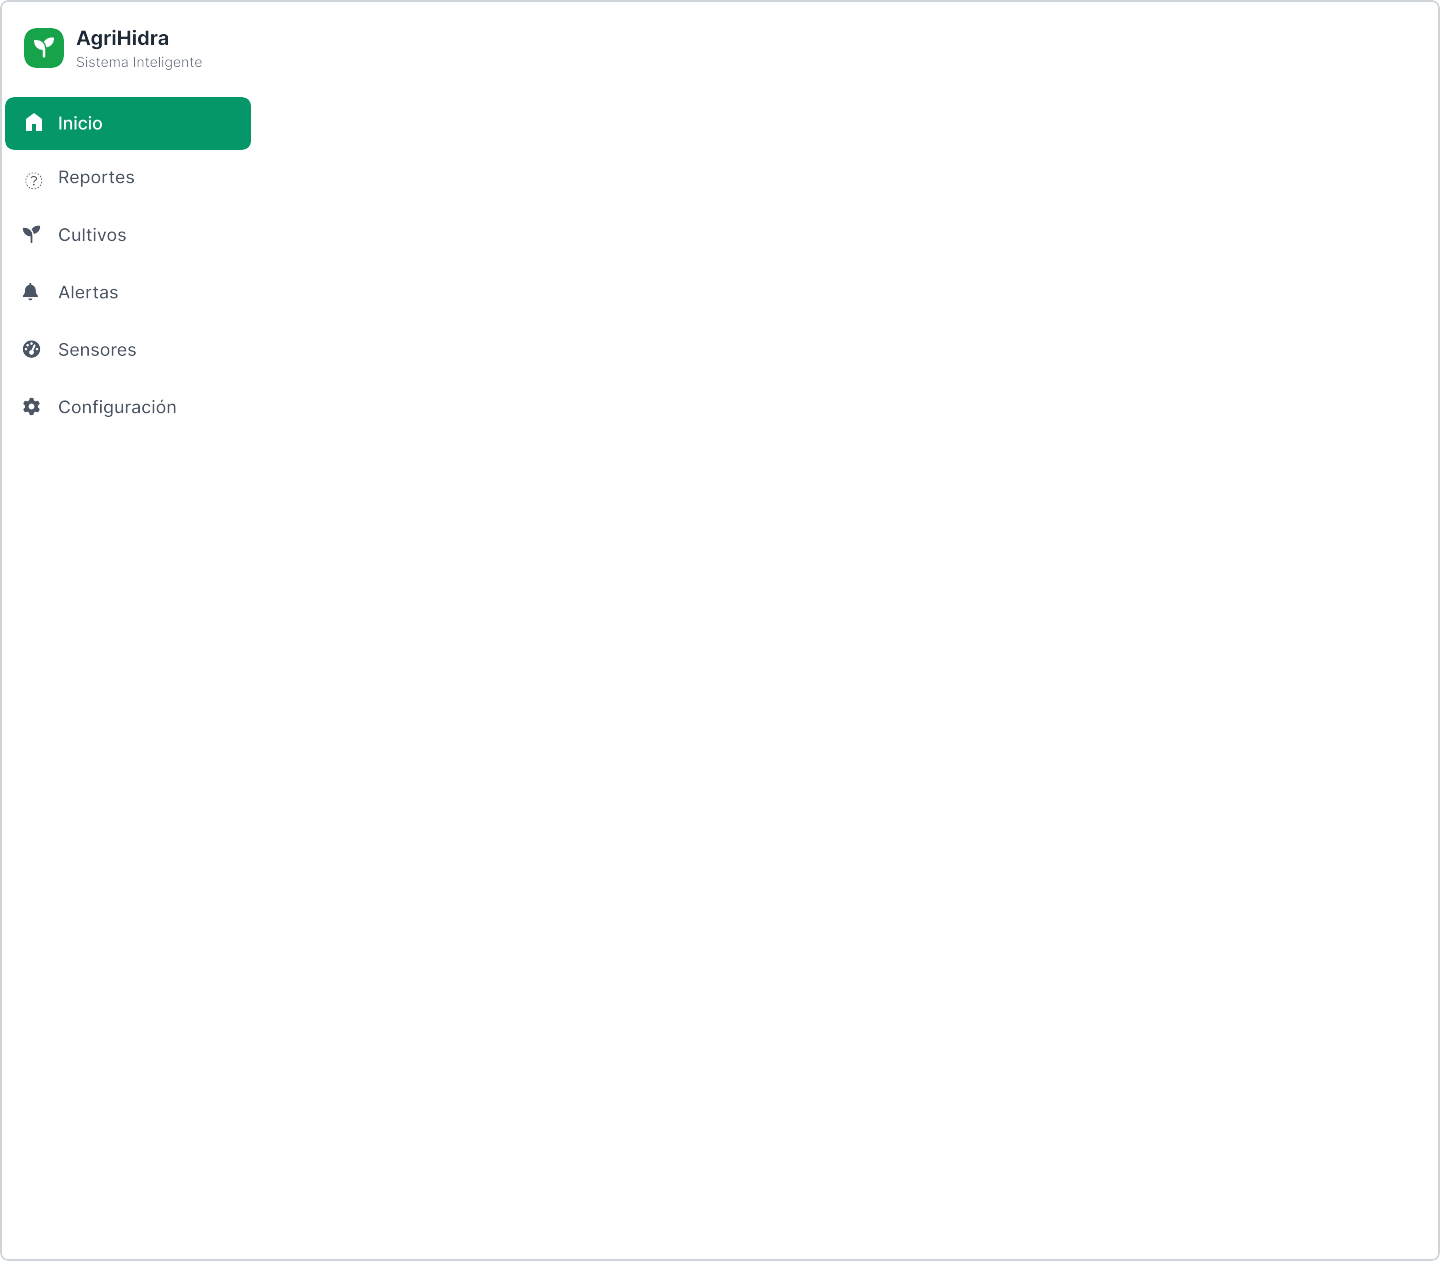 AgriHidra
Sistema Inteligente
Inicio
Reportes
Cultivos
Alertas
Sensores
Configuración